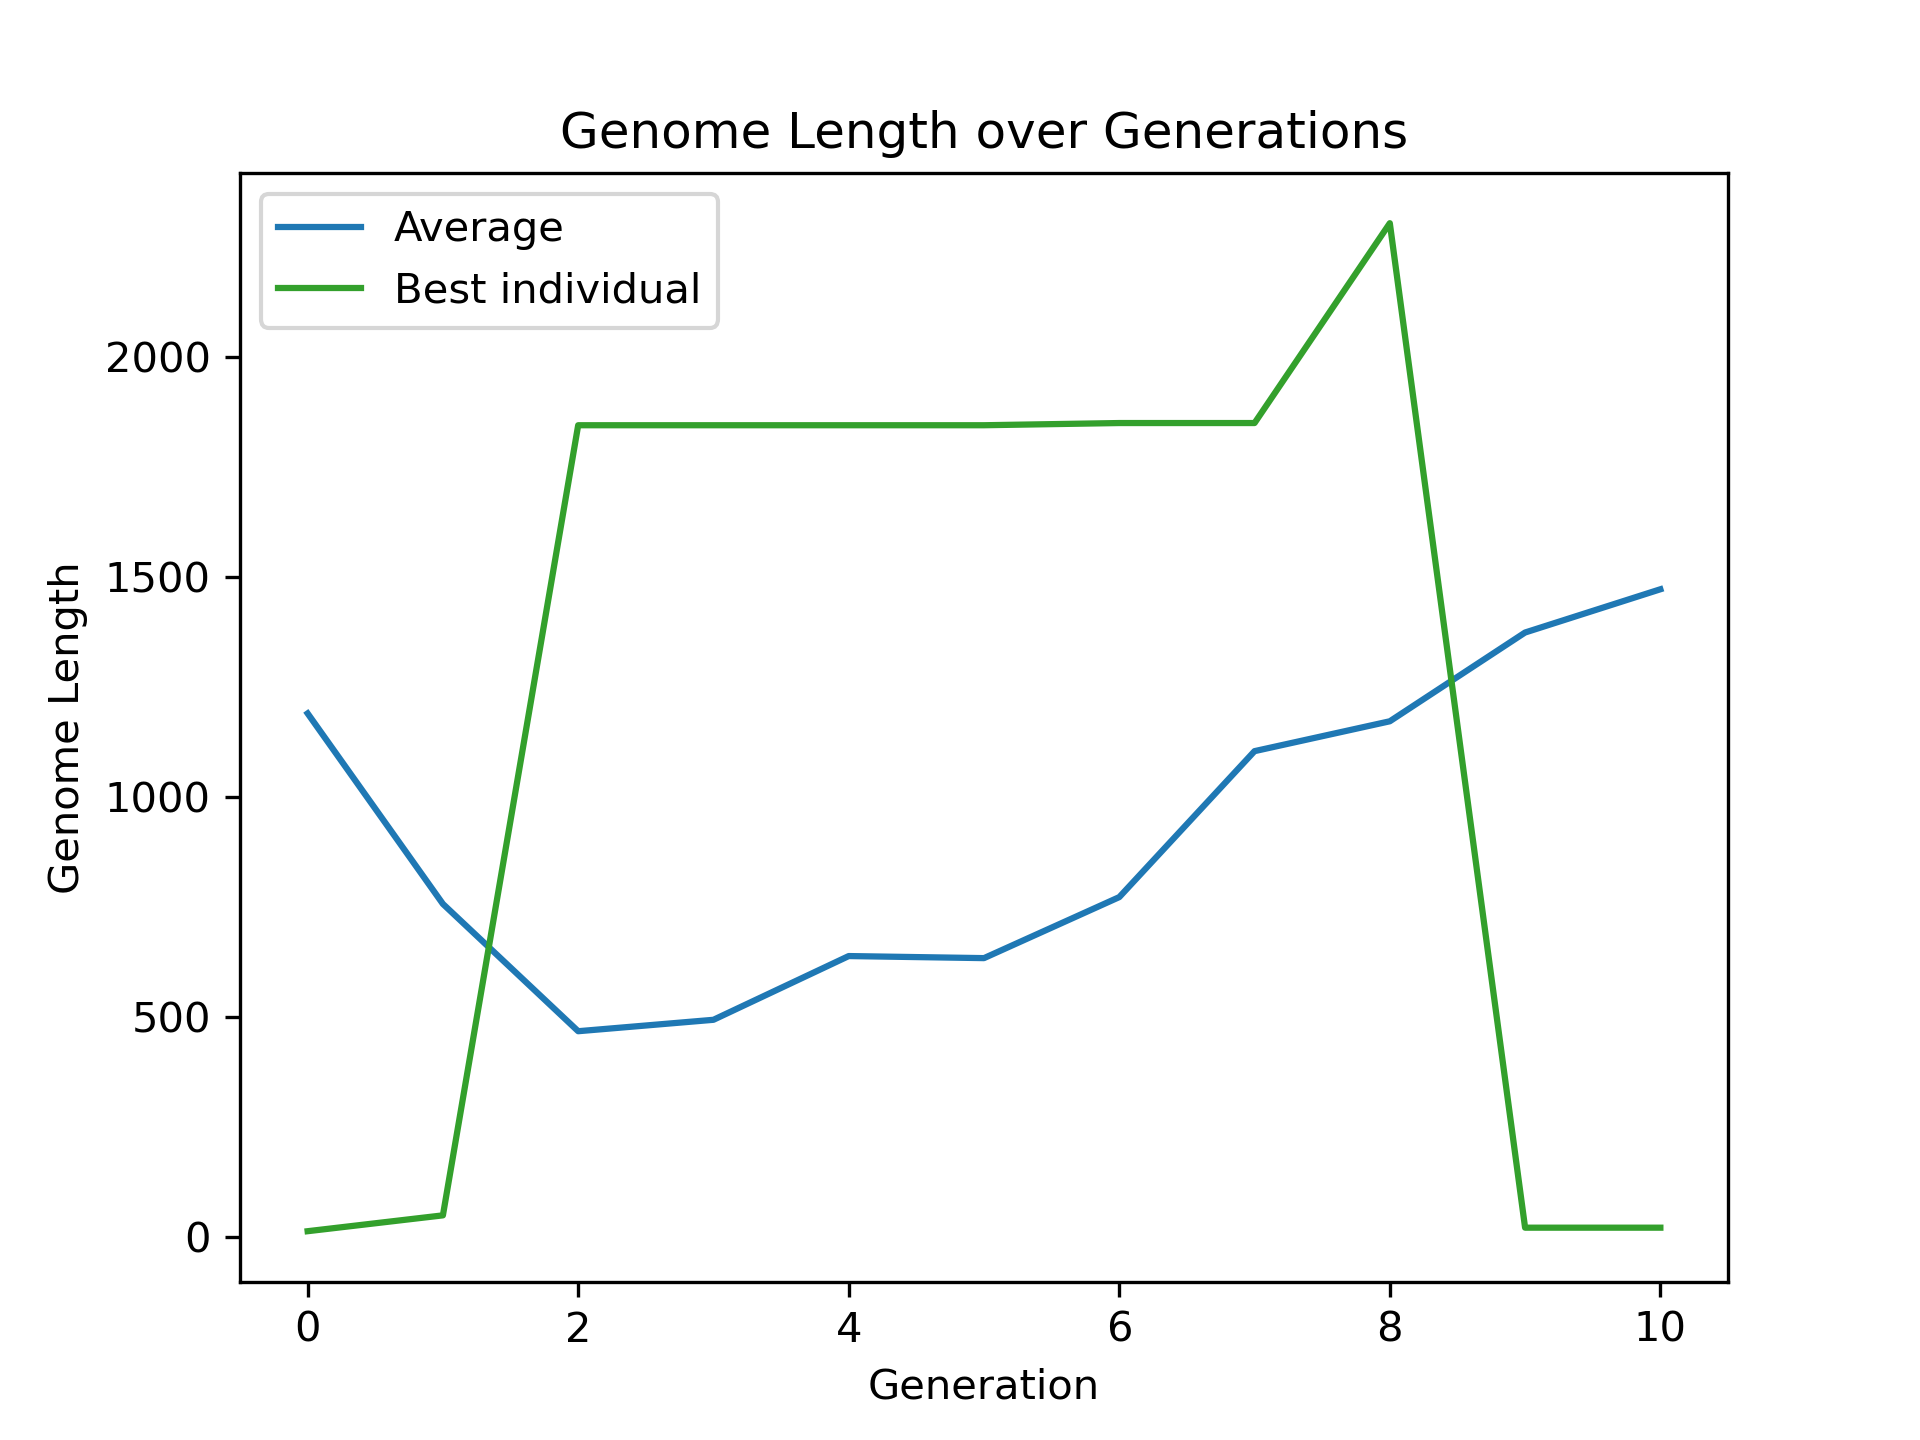 Genome Length over Generations
Average
Best individual
2000
1500
1000
500
0
Genome Length
0 2 4 6 8 10
Generation